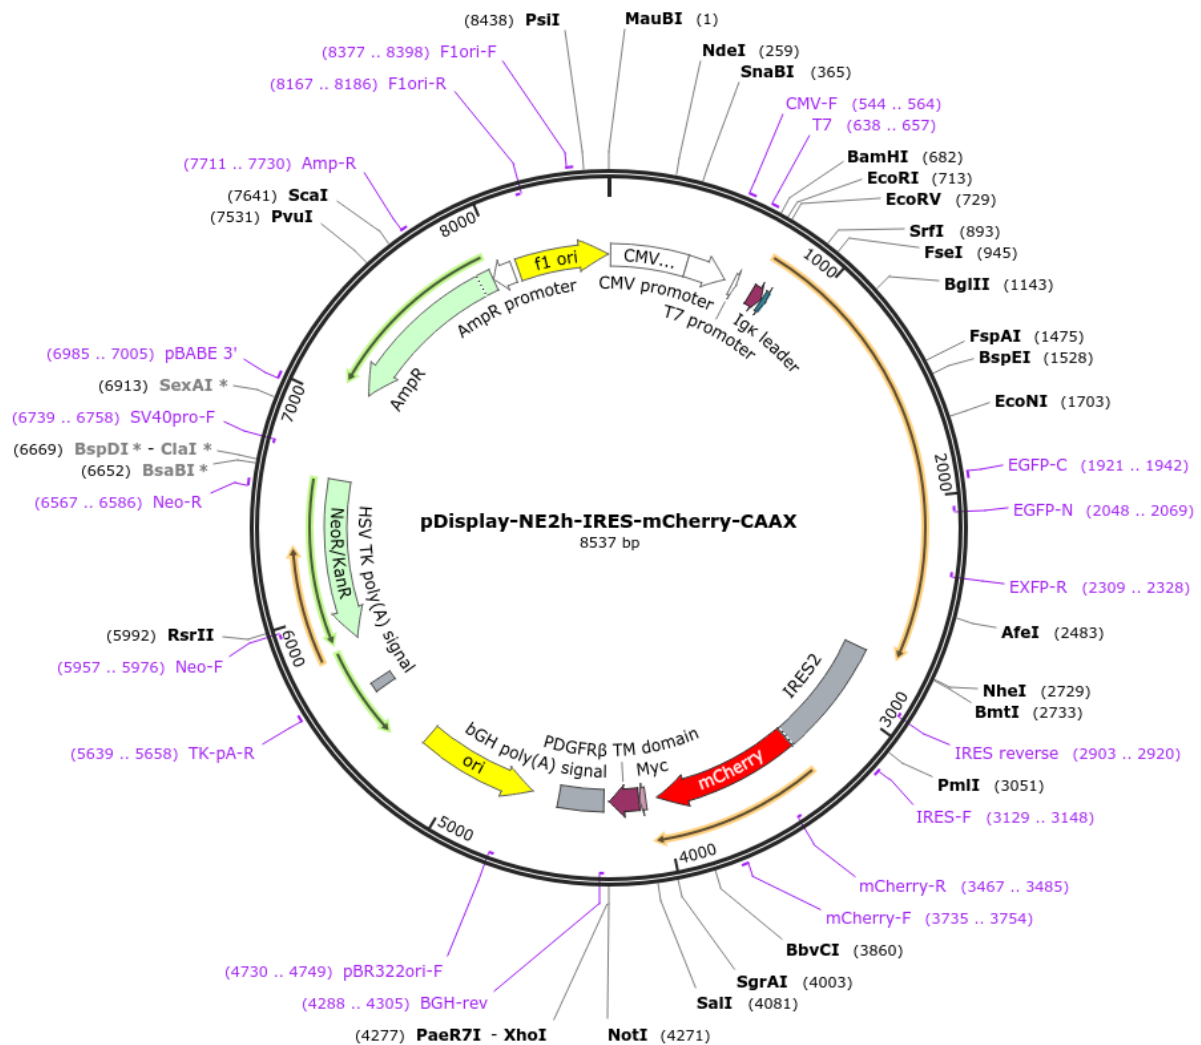 (8438) PsiI
MauBI (1)
(8377 .. 8398) F1ori-F
NdeI (259)
(8167 .. 8186) F1ori-R
SnaBI (365)
CMV-F (544 .. 564)
T7 (638 .. 657)
(7711 .. 7730) Amp-R
BamHI (682)
(7641) ScaI
EcoRI (713)
(7531) PvuI
EcoRV (729)
SrfI (893)
FseI (945)
BglII (1143)
8000
1000
f1 ori
CMV...
CMV promoter
T7 promoter
Igκ leader
AmpR promoter
AmpR
FspAI (1475)
(6985 .. 7005) pBABE 3'
BspEI (1528)
(6913) SexAI *
EcoNI (1703)
(6739 .. 6758) SV40pro-F
7000
(6669) BspDI * - ClaI *
(6652) BsaBI *
EGFP-C (1921 .. 1942)
2000
(6567 .. 6586) Neo-R
EGFP-N (2048 .. 2069)
pDisplay-NE2h-IRES-mCherry-CAAX
8537 bp
NeoR/KanR
HSV TK poly(A) signal
EXFP-R (2309 .. 2328)
(5992) RsrII
AfeI (2483)
6000
(5957 .. 5976) Neo-F
IRES2
NheI (2729)
BmtI (2733)
3000
(5639 .. 5658) TK-pA-R
IRES reverse (2903 .. 2920)
PDGFRβ TM domain
bGH poly(A) signal
Myc
mCherry
ori
PmlI (3051)
IRES-F (3129 .. 3148)
5000
4000
mCherry-R (3467 .. 3485)
mCherry-F (3735 .. 3754)
BbvCI (3860)
(4730 .. 4749) pBR322ori-F
SgrAI (4003)
(4288 .. 4305) BGH-rev
SalI (4081)
(4277) PaeR7I - XhoI
NotI (4271)